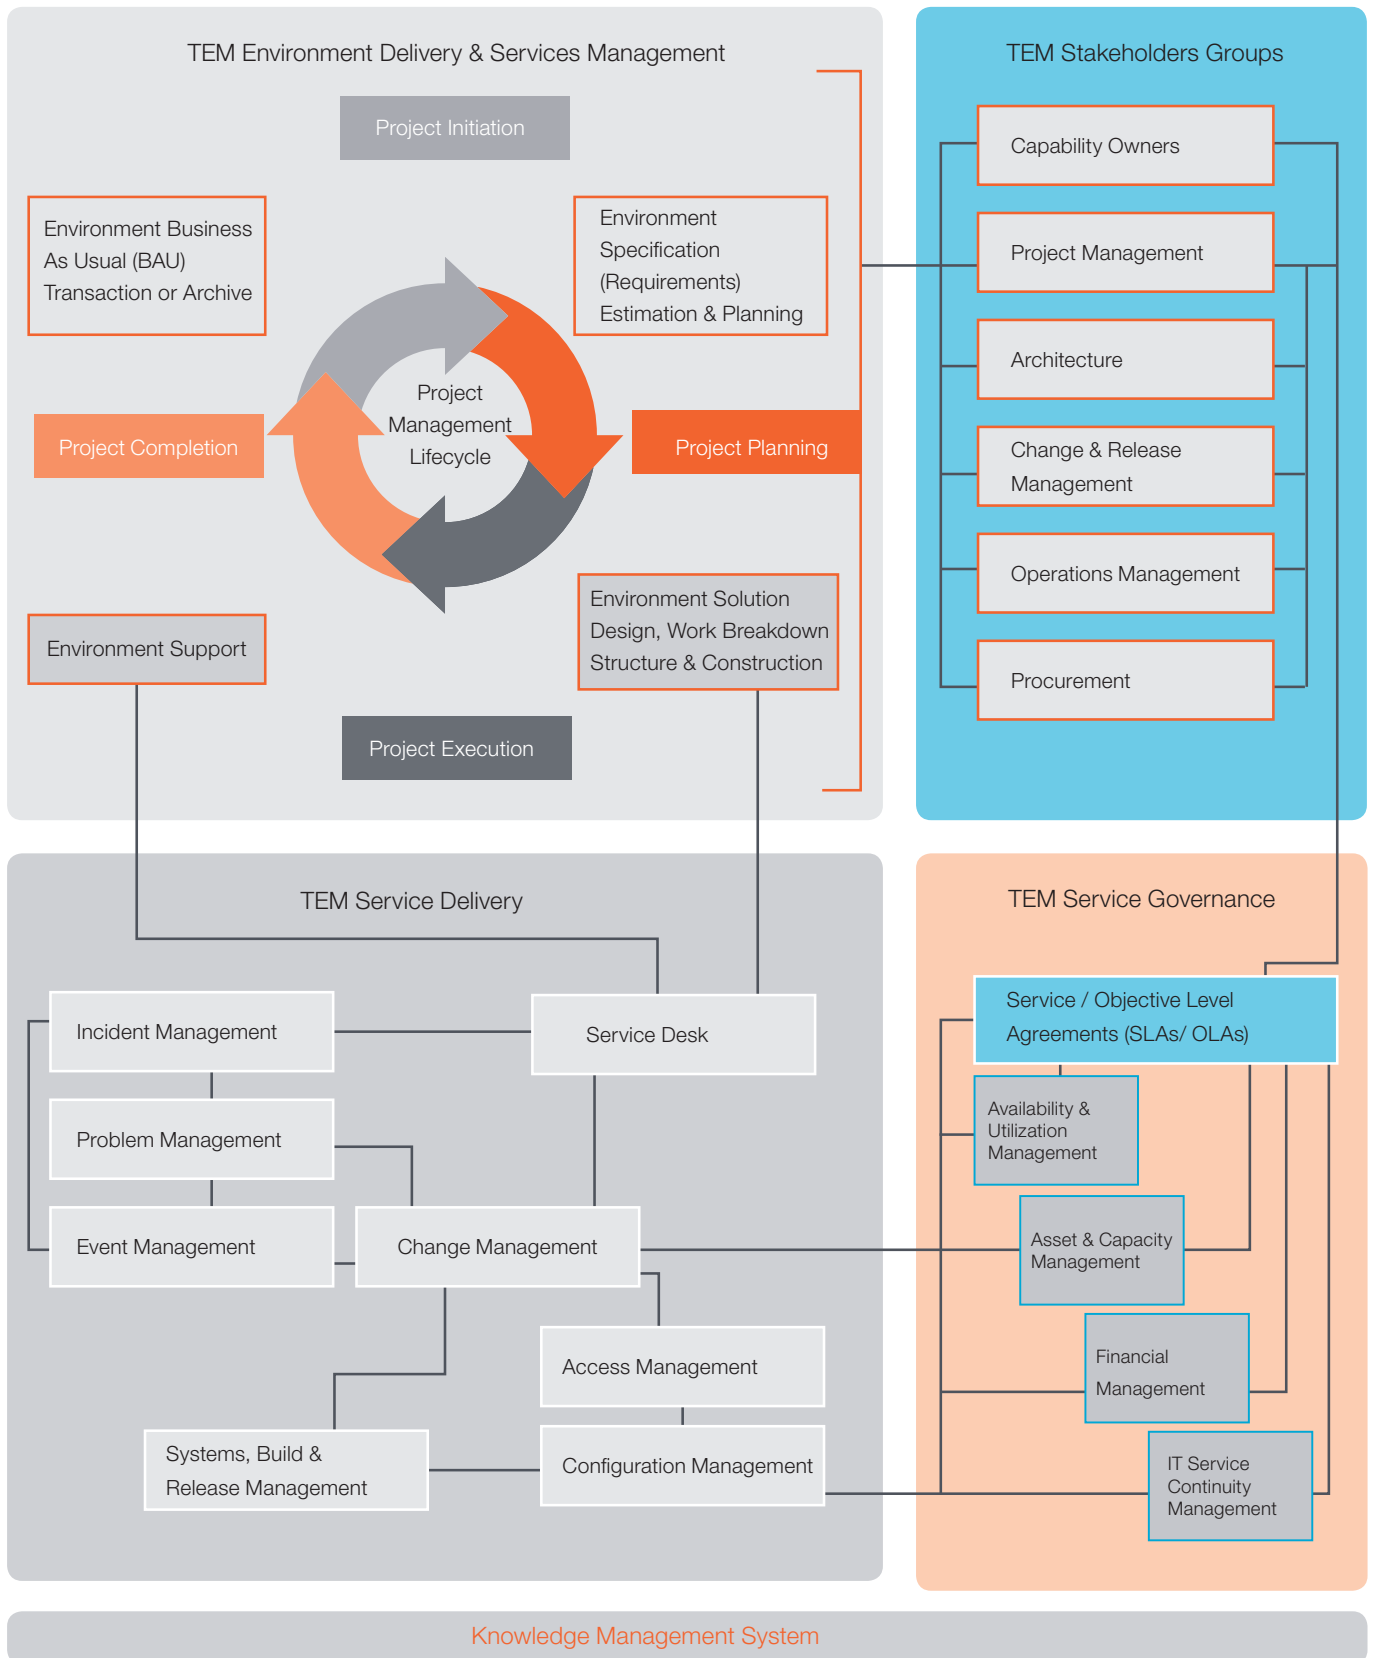 TEM Environment Delivery & Services Management
Project Initiation
Environment Business
As Usual (BAU)
Transaction or Archive
Environment
Specification
(Requirements)
Estimation & Planning
Project
Management
Lifecycle
Project Completion
Project Planning
Environment Support
Environment Solution
Design, Work Breakdown
Structure & Construction
Project Execution
TEM Stakeholders Groups
Capability Owners
Project Management
Architecture
Change & Release
Management
Operations Management
Procurement
TEM Service Delivery
Incident Management
Service Desk
Problem Management
Event Management
Change Management
Access Management
Systems, Build &
Release Management
Configuration Management
TEM Service Governance
Service / Objective Level
Agreements (SLAs/ OLAs)
Availability &
Utilization
Management
Asset & Capacity
Management
Financial
Management
IT Service
Continuity
Management
Knowledge Management System